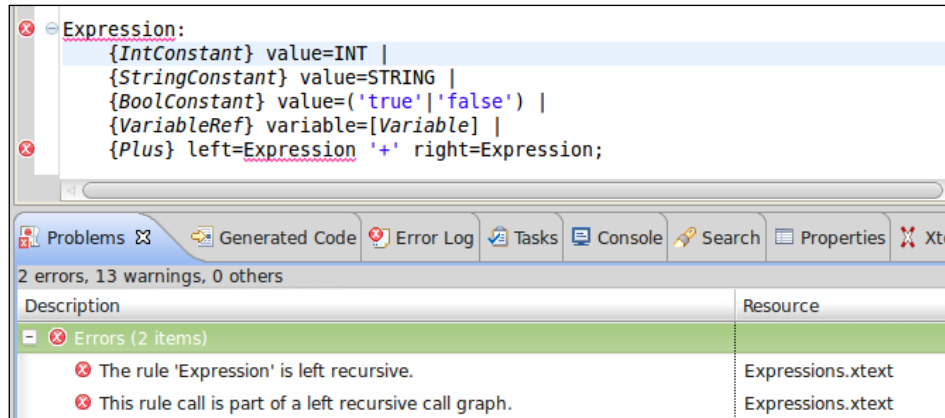 Expression:
{IntConstant} value=INT |
{StringConstant} value=STRING |
{BoolConstant} value=('true'|'false') |
{VariableRef} variable=[Variable] |
{Plus} left=Expression '+' right=Expression;
Problems Generated Code Error Log Tasks Console Search Properties Xt
2 errors, 13 warnings, 0 others
Description Resource
Errors (2 items)
The rule 'Expression' is left recursive. Expressions.xtext
This rule call is part of a left recursive call graph. Expressions.xtext